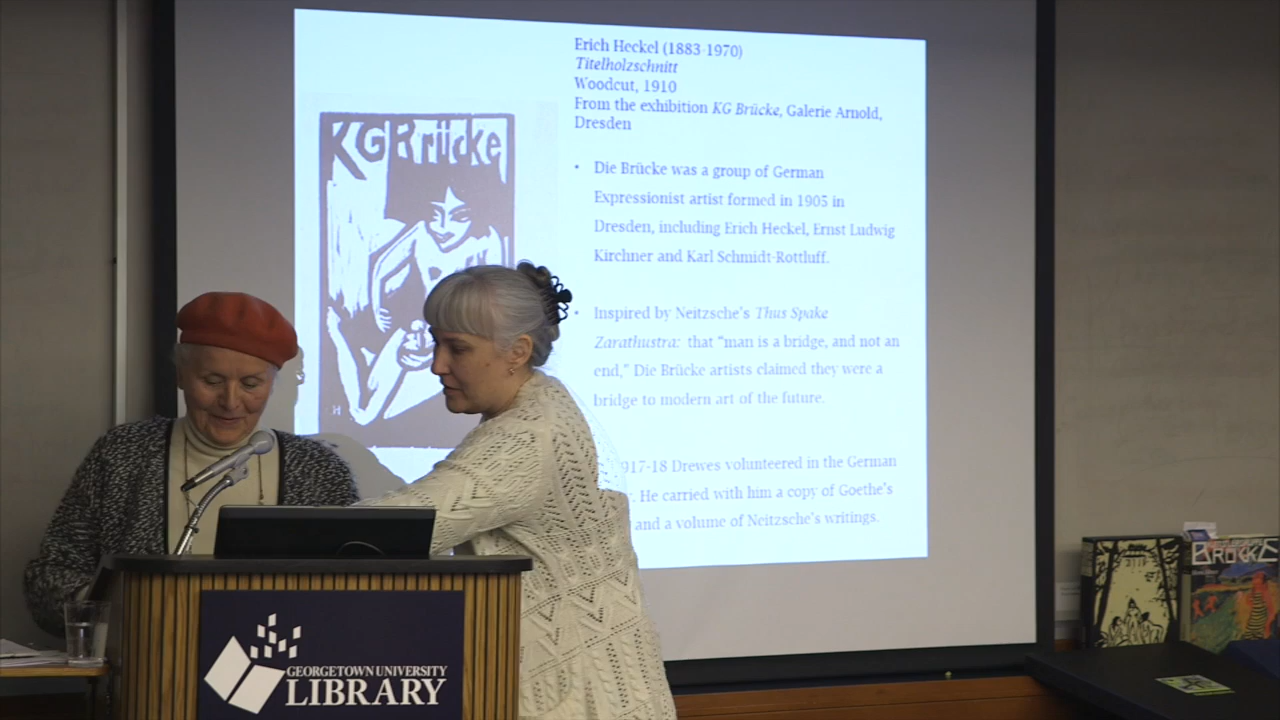 Erich Heckel (1883-1970)
Titelholzschnitt
Woodcut, 1910
From the exhibition KG Brücke, Galerie Arnold,
Dresden
KGBrücke
• Die Brücke was a group of German
Expressionist artist formed in 1905 in
Dresden, including Erich Heckel, Ernst Ludwig
Kirchner and Karl Schmidt-Rottluff.
• Inspired by Neitzsche's Thus Spake
Zarathustra: that “man is a bridge, and not an
end,” Die Brücke artists claimed they were a
bridge to modern art of the future.
917-18 Drewes volunteered in the German
. He carried with him a copy of Goethe's
and a volume of Neitzsche's writings.
EH
BRÜCKE
GEORGETOWN UNIVERSITY
LIBRARY